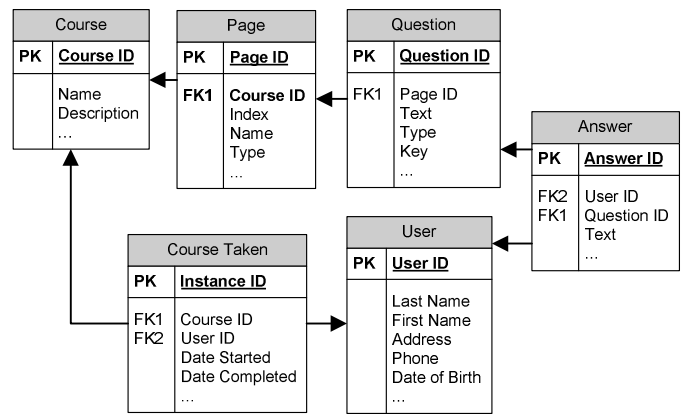 Course
PK Course ID
Name
Description
...
Page
PK Page ID
FK1 Course ID
Index
Name
Type
...
Question
PK Question ID
FK1 Page ID
Text
Type
Key
...
Answer
PK Answer ID
FK2 User ID
FK1 Question ID
Text
...
Course Taken
PK Instance ID
FK1 Course ID
FK2 User ID
Date Started
Date Completed
...
User
PK User ID
Last Name
First Name
Address
Phone
Date of Birth
...